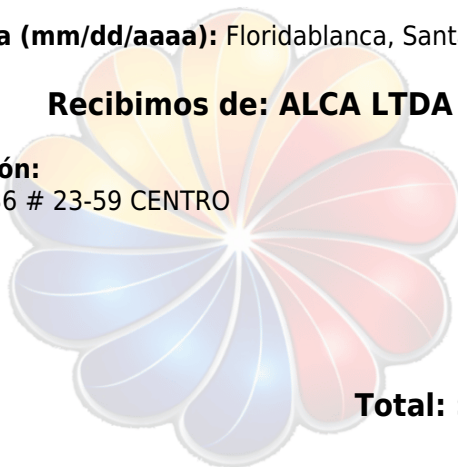 a (mm/dd/aaaa): Floridablanca, Sant
Recibimos de: ALCA LTDA
ón:
6 # 23-59 CENTRO
Total: